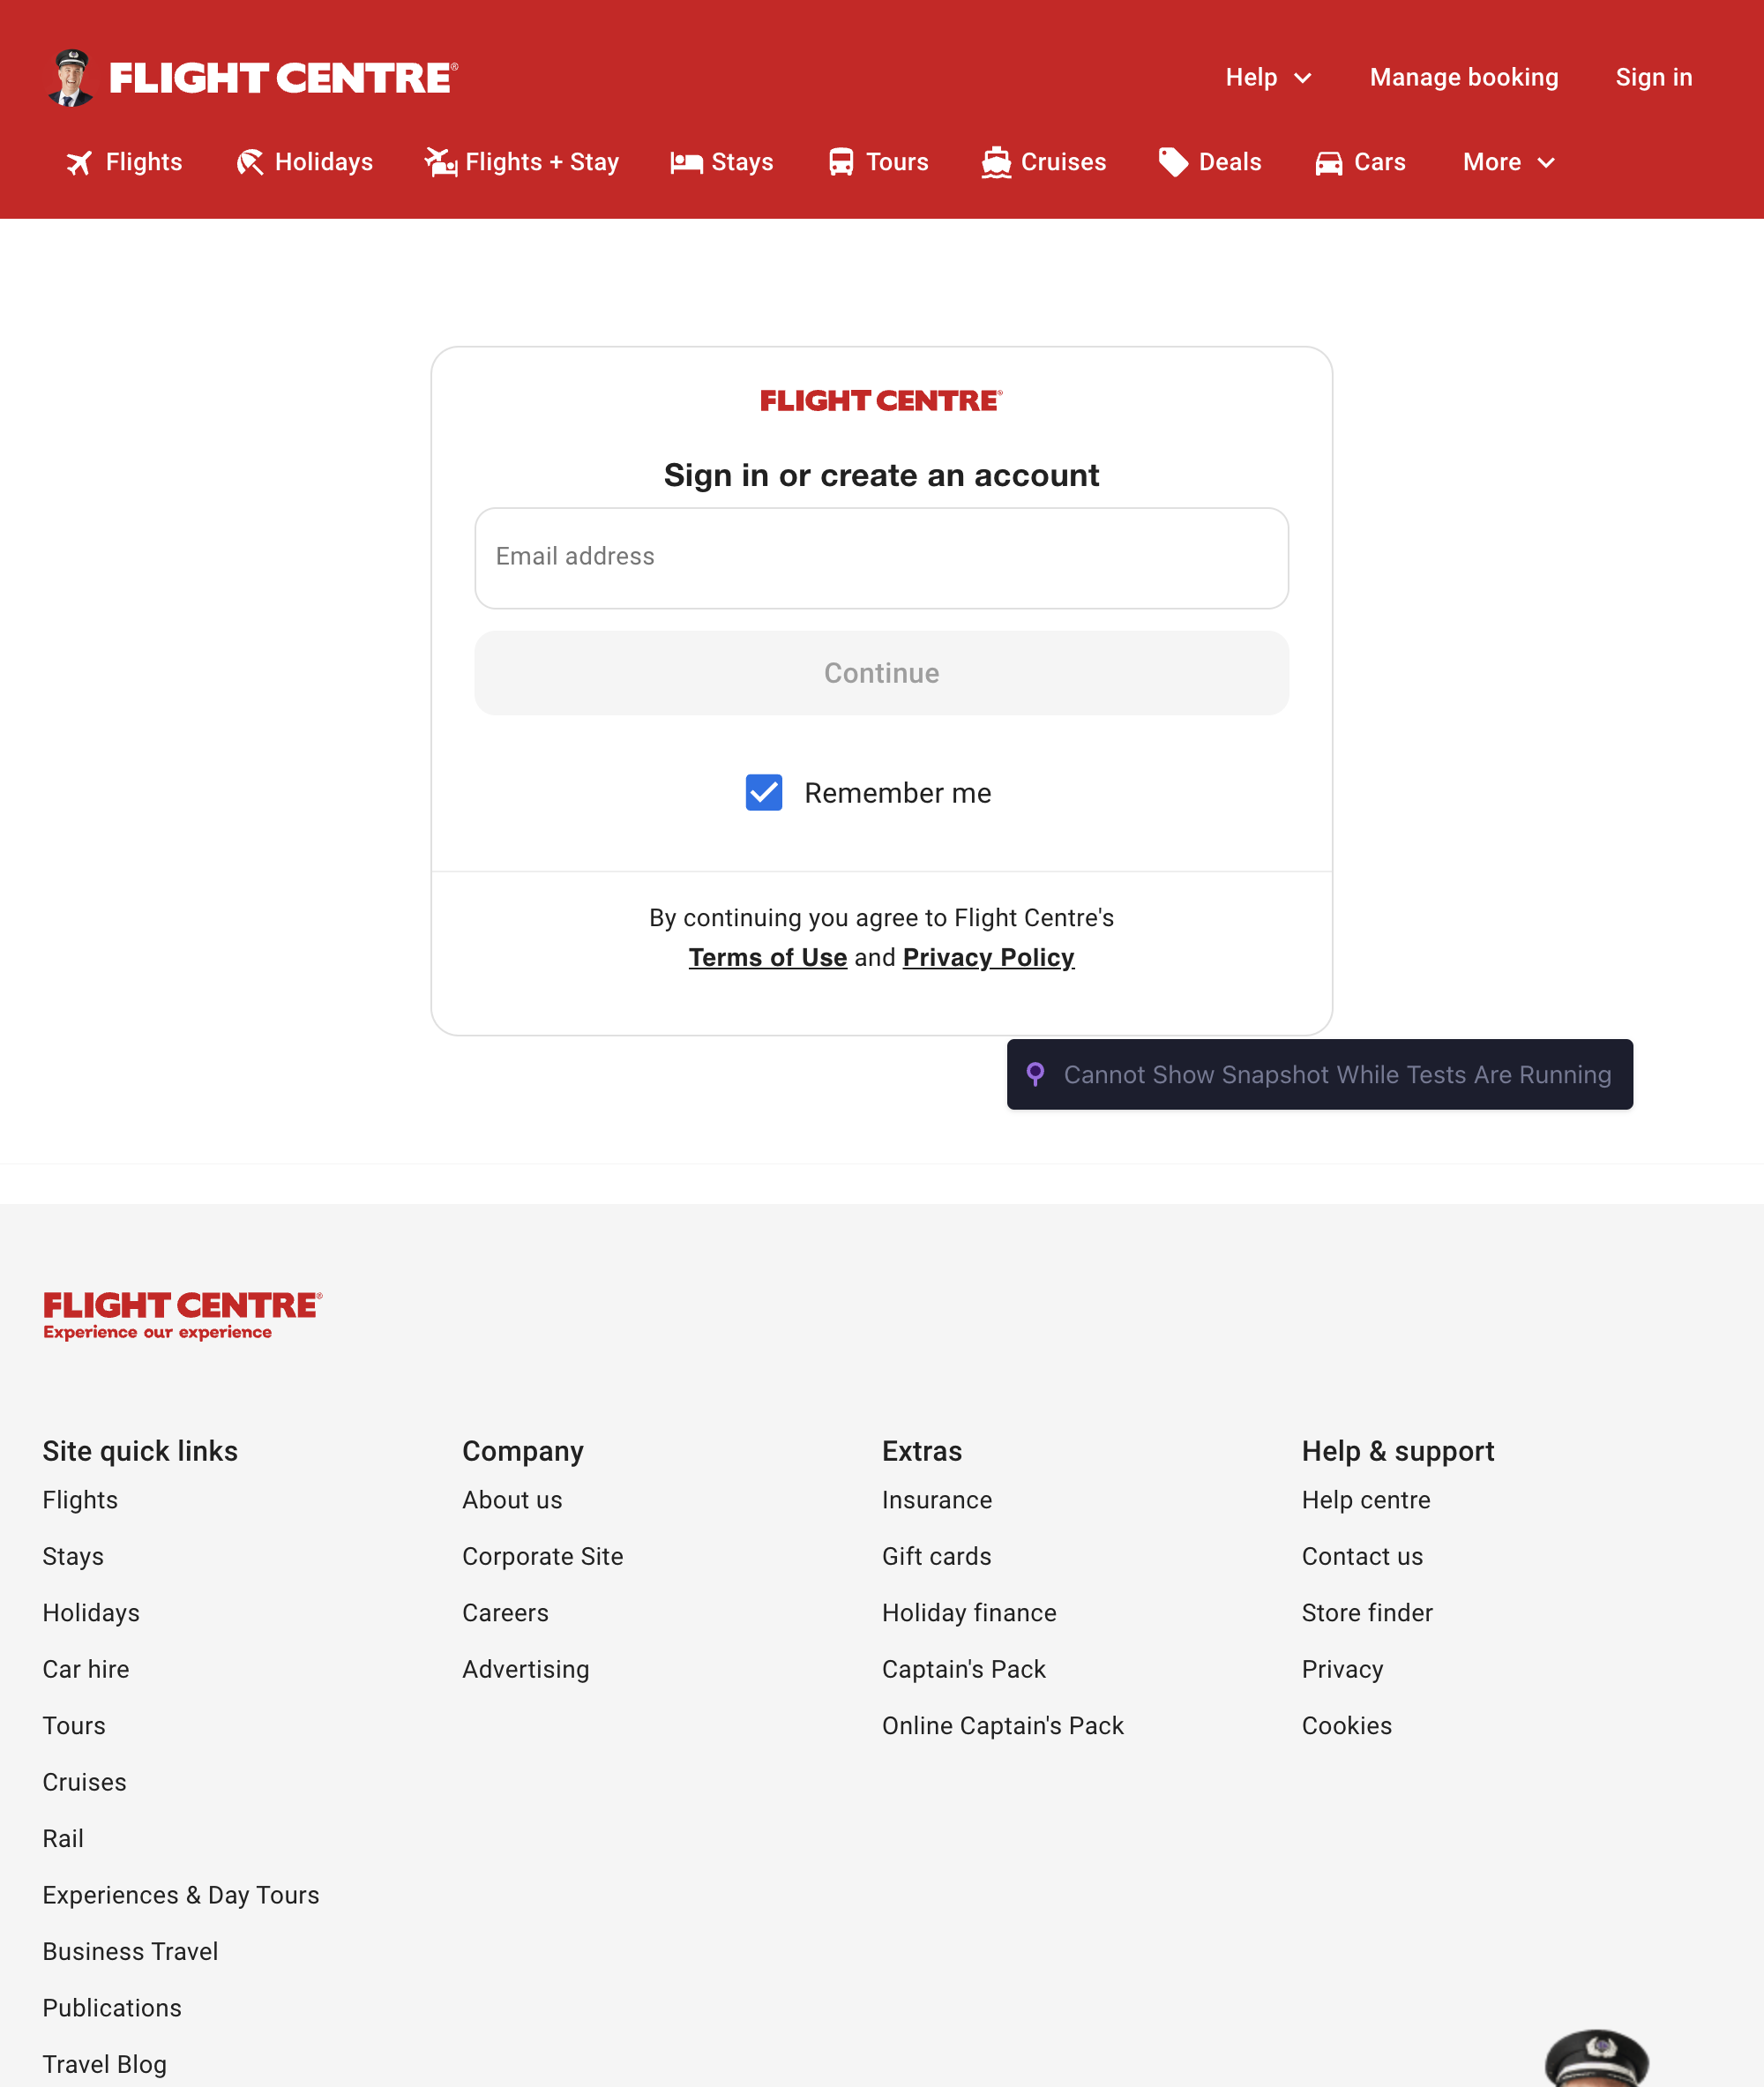 FLIGHT CENTRE®
Help
Manage booking
Sign in
Flights
Holidays
Flights + Stay
Stays
Tours
Cruises
Deals
Cars
More
FLIGHT CENTRE®
Sign in or create an account
Email address
Continue
Remember me
By continuing you agree to Flight Centre's
Terms of Use and Privacy Policy
Cannot Show Snapshot While Tests Are Running
FLIGHT CENTRE®
Experience our experience
Site quick links
Flights
Stays
Holidays
Car hire
Tours
Cruises
Rail
Experiences & Day Tours
Business Travel
Publications
Travel Blog
Company
About us
Corporate Site
Careers
Advertising
Extras
Insurance
Gift cards
Holiday finance
Captain's Pack
Online Captain's Pack
Help & support
Help centre
Contact us
Store finder
Privacy
Cookies